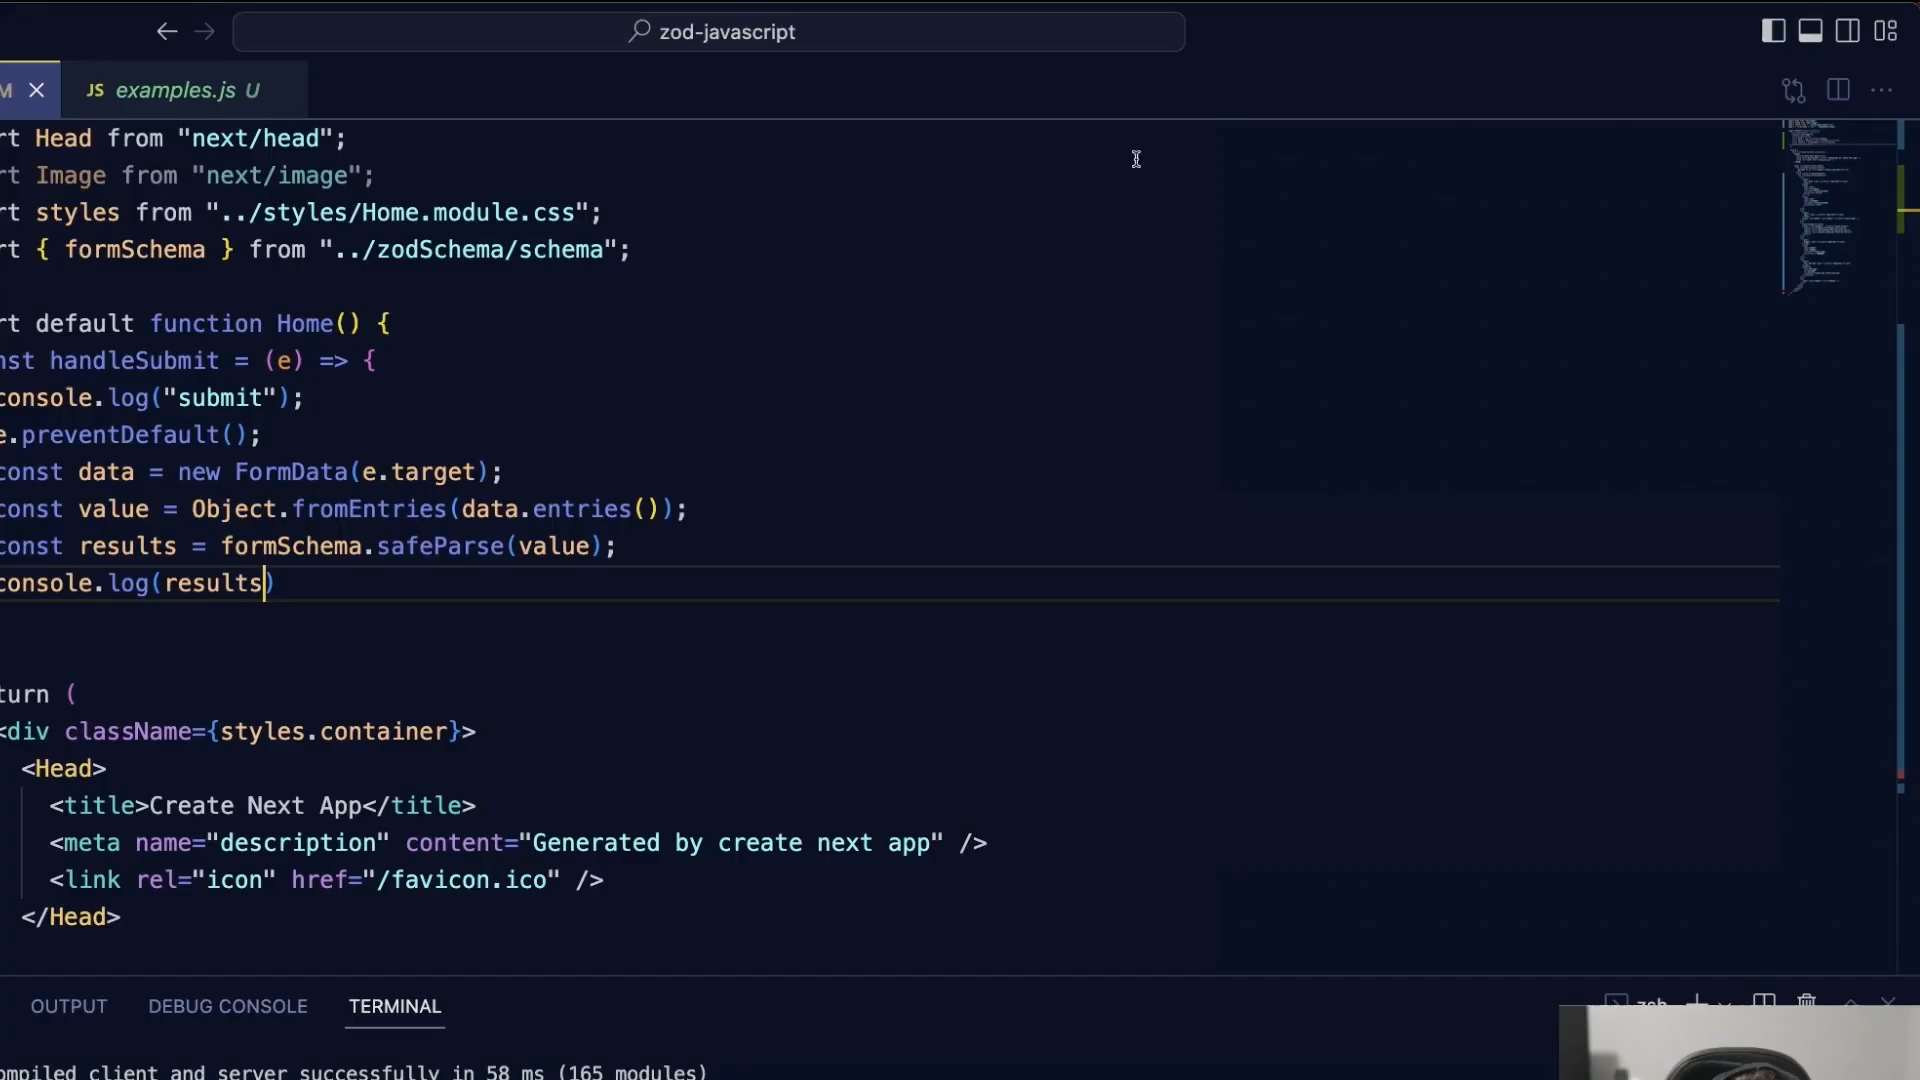 zod-javascript
M JS examples.js U
rt Head from "next/head";
rt Image from "next/image";
rt styles from "../styles/Home.module.css";
rt { formSchema } from "../zodSchema/schema";
rt default function Home() {
nst handleSubmit = (e) => {
console.log("submit");
e.preventDefault();
const data = new FormData(e.target);
const value = Object.fromEntries(data.entries());
const results = formSchema.safeParse(value);
console.log(results)
turn (
<div className={styles.container}>
<Head>
<title>Create Next App</title>
<meta name="description" content="Generated by create next app" />
<link rel="icon" href="/favicon.ico" />
</Head>
OUTPUT DEBUG CONSOLE TERMINAL zsh
ompiled client and server successfully in 58 ms (165 modules)